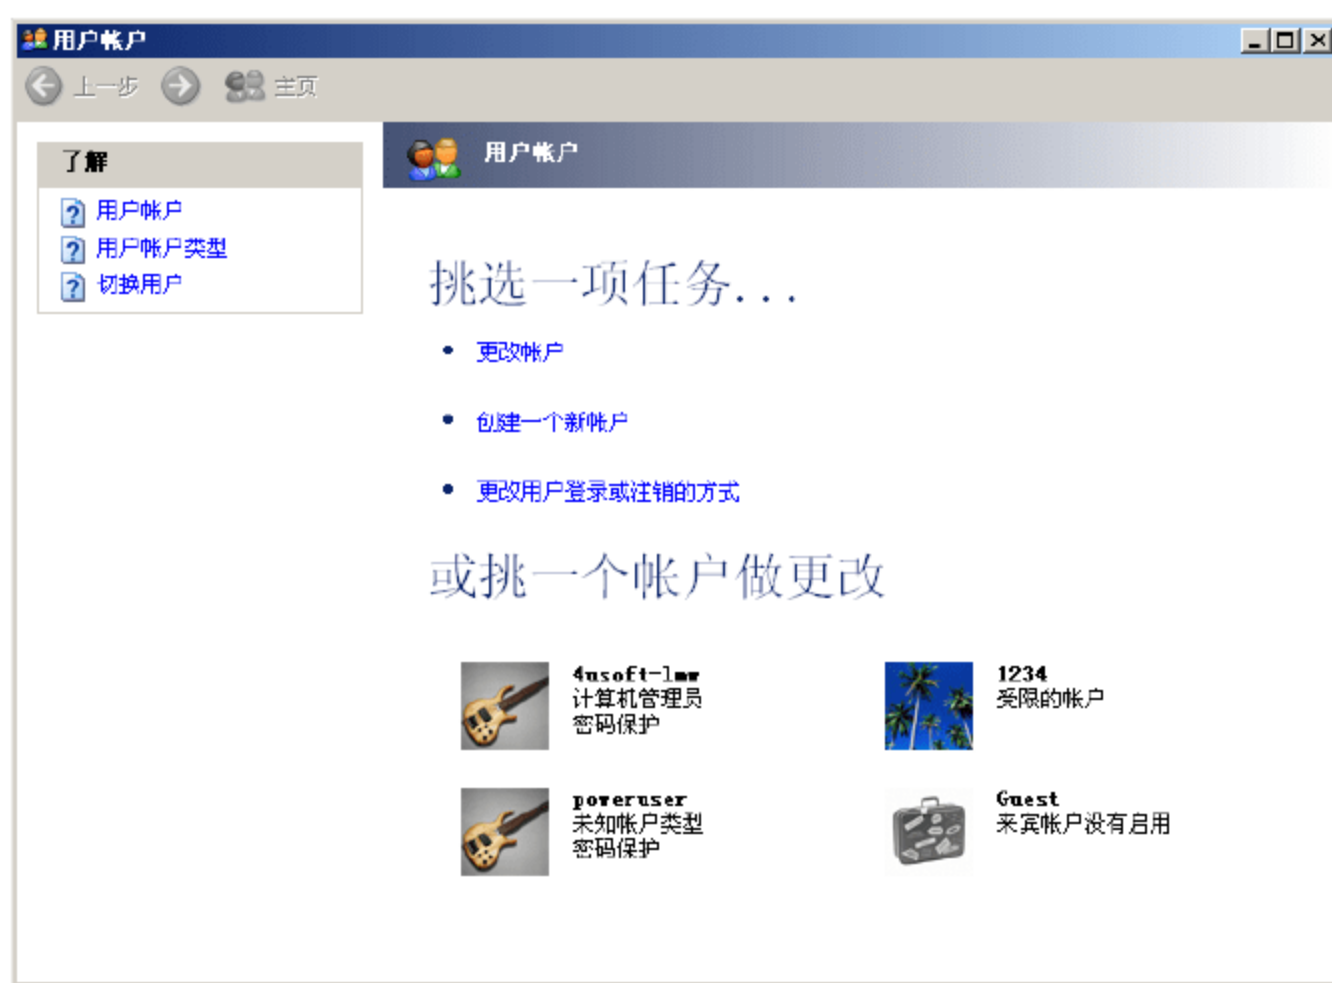 用户帐户
上一步 主页
了解
用户帐户
用户帐户类型
切换用户
用户帐户
挑选一项任务...
更改帐户
创建一个新帐户
更改用户登录或注销的方式
或挑一个帐户做更改
4usoft-lmw
计算机管理员
密码保护
1234
受限的帐户
poweruser
未知帐户类型
密码保护
Guest
来宾帐户没有启用